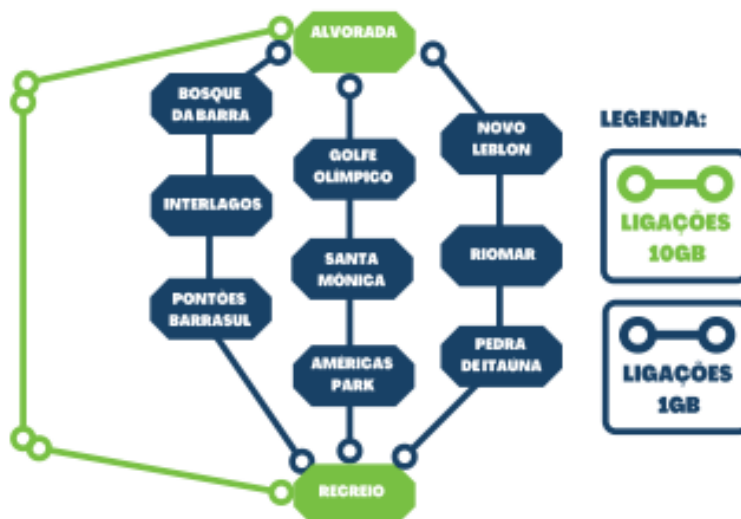 ALVORADA
BOSQUE
DA BARRA
GOLFE
OLÍMPICO
NOVO
LEBLON
INTERLAGOS
SANTA
MÔNICA
RIOMAR
PONTÕES
BARRASUL
AMÉRICAS
PARK
PEDRA
DE ITAÚNA
RECREIO
LEGENDA:
LIGAÇÕES
10GB
LIGAÇÕES
1GB